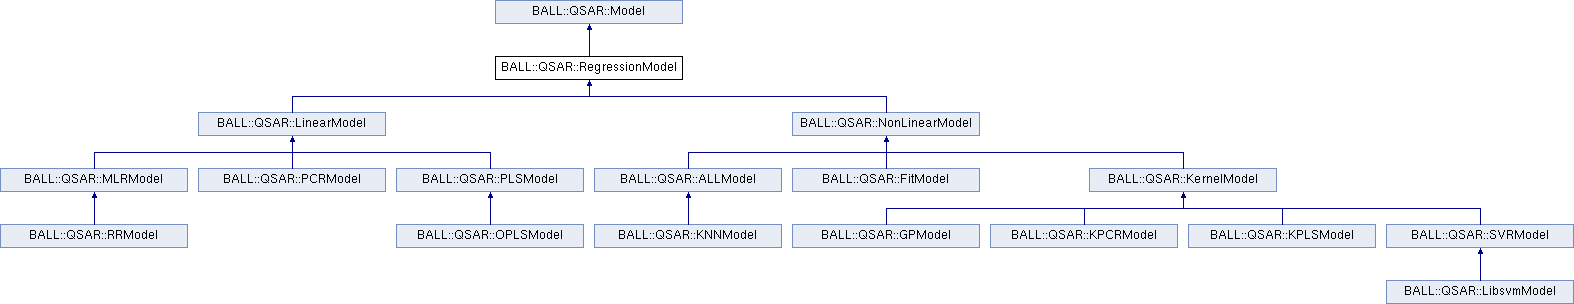 BALL::QSAR::Model
BALL::QSAR::RegressionModel
BALL::QSAR::LinearModel
BALL::QSAR::NonLinearModel
BALL::QSAR::MLRModel
BALL::QSAR::PCRModel
BALL::QSAR::PLSModel
BALL::QSAR::ALLModel
BALL::QSAR::FitModel
BALL::QSAR::KernelModel
BALL::QSAR::RRModel
BALL::QSAR::OPLSModel
BALL::QSAR::KNNModel
BALL::QSAR::GPModel
BALL::QSAR::KPCRModel
BALL::QSAR::KPLSModel
BALL::QSAR::SVRModel
BALL::QSAR::LibsvmModel